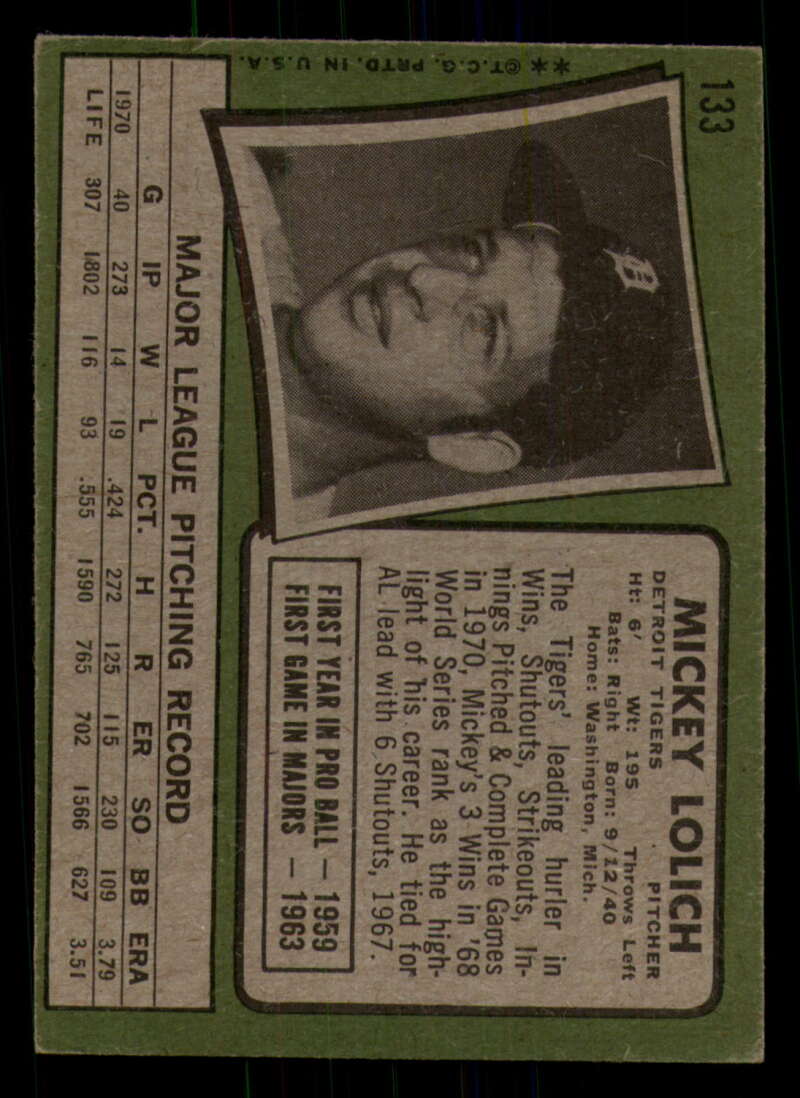 133
** ©T.C.G. PRTD. IN U.S.A.
MICKEY LOLICH
DETROIT TIGERS PITCHER
Ht: 6' Wt: 195 Throws Left
Bats: Right Born: 9/12/40
Home: Washington, Mich.
The Tigers' leading hurler in
Wins, Shutouts, Strikeouts, In-
nings Pitched & Complete Games
in 1970, Mickey's 3 Wins in '68
World Series rank as the high-
light of his career. He tied for
AL lead with 6 Shutouts, 1967.
FIRST YEAR IN PRO BALL — 1959
FIRST GAME IN MAJORS — 1963
MAJOR LEAGUE PITCHING RECORD
G IP W L PCT. H R ER SO BB ERA
1970 40 273 14 19 .424 272 125 115 230 109 3.79
LIFE 307 1802 116 93 .555 1590 765 702 1566 627 3.51
D